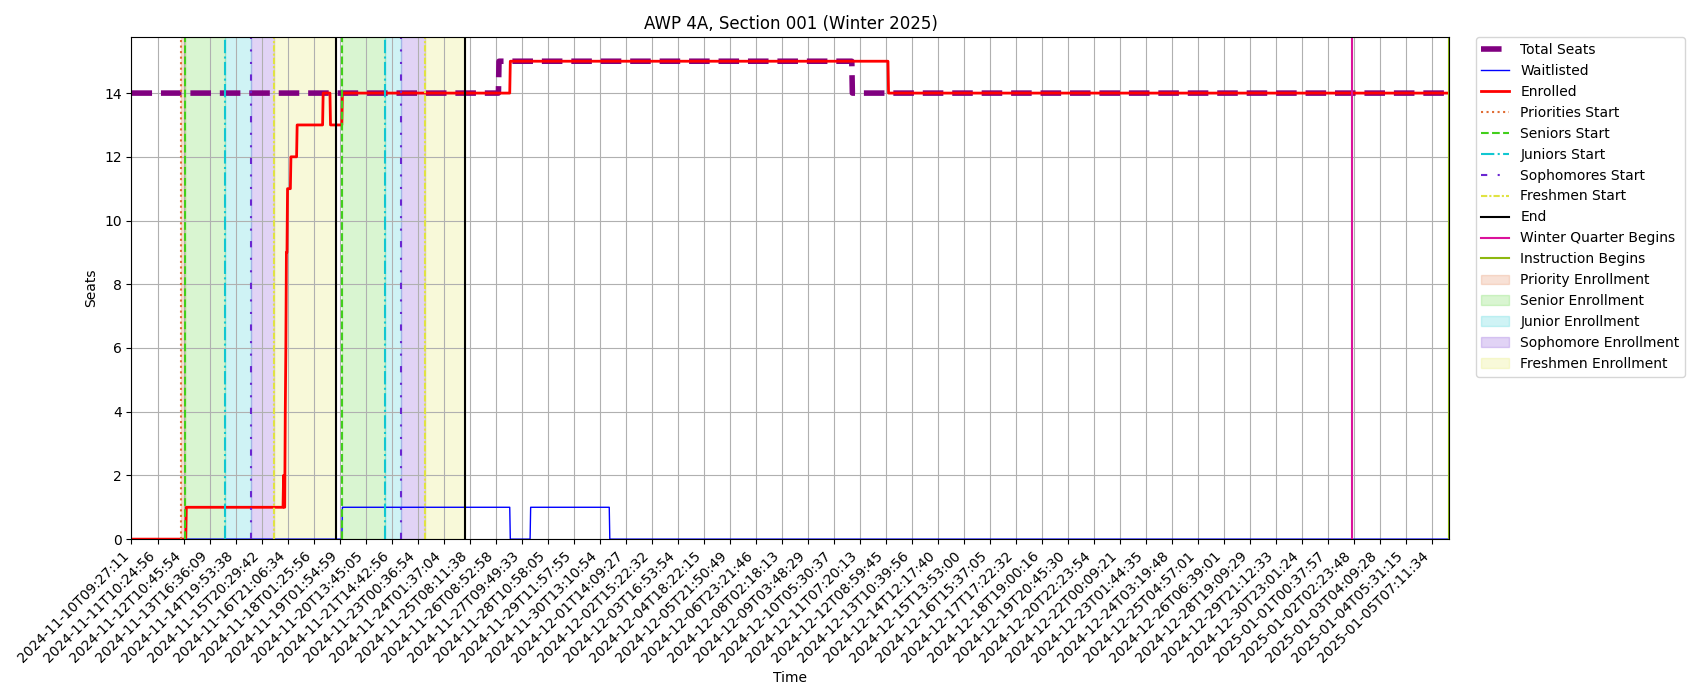 AWP 4A, Section 001 (Winter 2025)
Total Seats
Waitlisted
Enrolled
Priorities Start
Seniors Start
Juniors Start
Sophomores Start
Freshmen Start
End
Winter Quarter Begins
Instruction Begins
Priority Enrollment
Senior Enrollment
Junior Enrollment
Sophomore Enrollment
Freshmen Enrollment
Seats
14
12
10
8
6
4
2
0
2024-11-10T09:27:11
2024-11-11T10:24:56
2024-11-12T10:45:54
2024-11-13T16:36:09
2024-11-14T19:53:38
2024-11-15T20:29:42
2024-11-16T21:06:34
2024-11-18T01:25:56
2024-11-19T01:54:59
2024-11-20T13:45:05
2024-11-21T14:42:56
2024-11-23T00:36:54
2024-11-24T01:37:04
2024-11-25T08:11:38
2024-11-26T08:52:58
2024-11-27T09:49:33
2024-11-28T10:58:05
2024-11-29T11:57:55
2024-11-30T13:10:54
2024-12-01T14:09:27
2024-12-02T15:22:32
2024-12-03T16:53:54
2024-12-04T18:22:15
2024-12-05T21:50:49
2024-12-06T23:21:46
2024-12-08T02:18:13
2024-12-09T03:48:29
2024-12-10T05:30:37
2024-12-11T07:20:13
2024-12-12T08:59:45
2024-12-13T10:39:56
2024-12-14T12:17:40
2024-12-15T13:53:00
2024-12-16T15:37:05
2024-12-17T17:22:32
2024-12-18T19:00:16
2024-12-19T20:45:30
2024-12-20T22:23:54
2024-12-22T00:09:21
2024-12-23T01:44:35
2024-12-24T03:19:48
2024-12-25T04:57:01
2024-12-26T06:39:01
2024-12-28T19:09:29
2024-12-29T21:12:33
2024-12-30T23:01:24
2025-01-01T00:37:57
2025-01-02T02:23:48
2025-01-03T04:09:28
2025-01-04T05:31:15
2025-01-05T07:11:34
Time